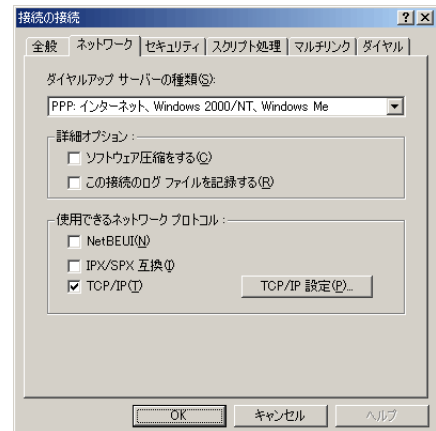 接続の接続
全般 ネットワーク セキュリティ スクリプト処理 マルチリンク ダイヤル
ダイヤルアップ サーバーの種類(S):
PPP: インターネット、Windows 2000/NT、Windows Me
詳細オプション :
ソフトウェア圧縮をする(C)
この接続のログ ファイルを記録する(R)
使用できるネットワーク プロトコル :
NetBEUI(N)
IPX/SPX 互換(I)
TCP/IP(T) TCP/IP 設定(P)...
OK キャンセル ヘルプ